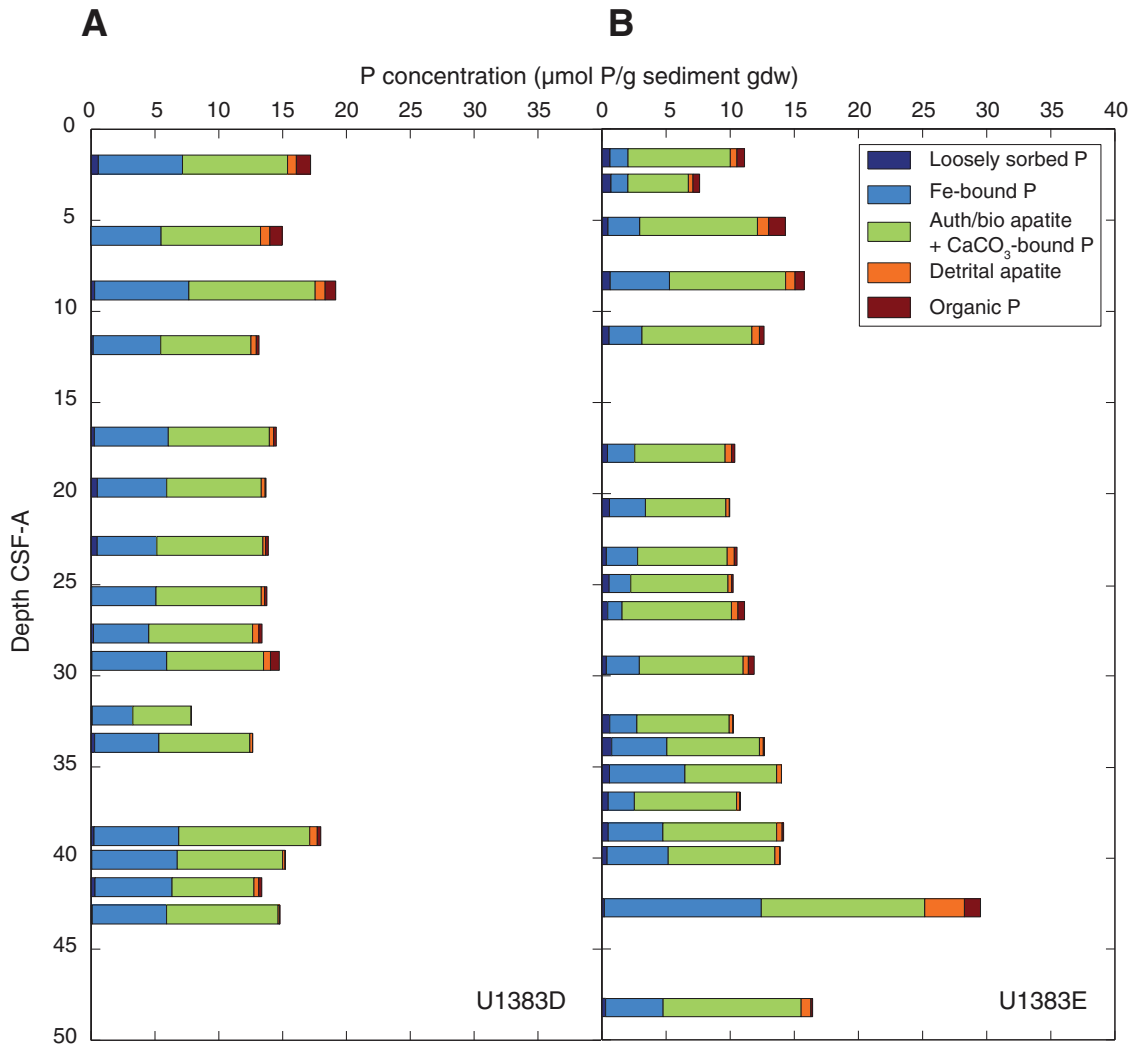 A
B
P concentration (µmol P/g sediment gdw)
0 5 10 15 20 25 30 35 0 5 10 15 20 25 30 35 40
0
5
10
15
20
25
30
35
40
45
50
Depth CSF-A
Loosely sorbed P
Fe-bound P
Auth/bio apatite
+ CaCO₃-bound P
Detrital apatite
Organic P
U1383D
U1383E